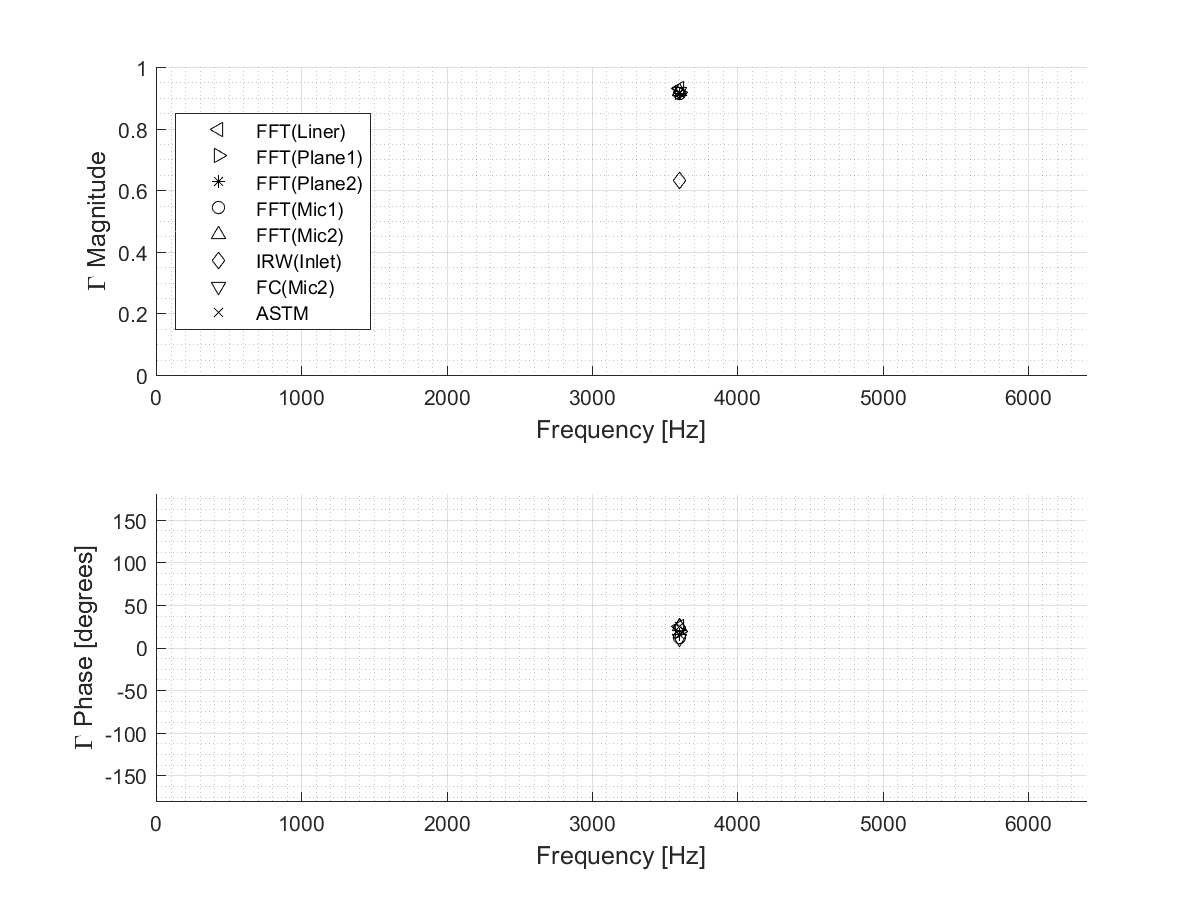 1
0.8
0.6
0.4
0.2
0
Γ Magnitude
FFT(Liner)
FFT(Plane1)
FFT(Plane2)
FFT(Mic1)
FFT(Mic2)
IRW(Inlet)
FC(Mic2)
ASTM
0 1000 2000 3000 4000 5000 6000
Frequency [Hz]
150
100
50
0
-50
-100
-150
Γ Phase [degrees]
0 1000 2000 3000 4000 5000 6000
Frequency [Hz]